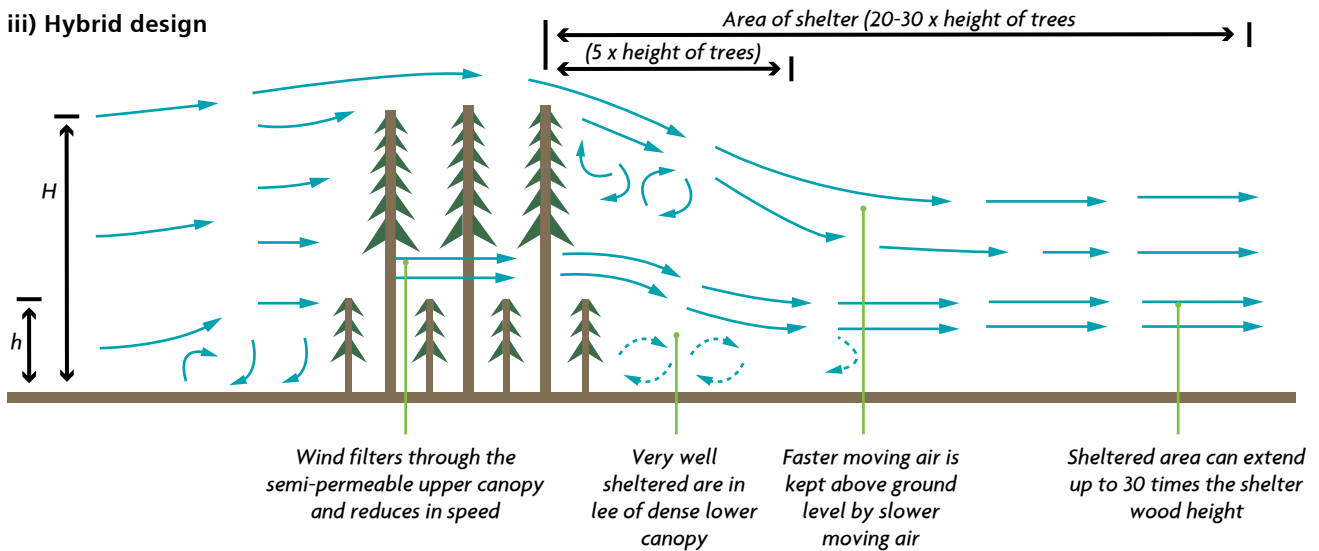 iii) Hybrid design
Area of shelter (20-30 x height of trees
(5 x height of trees)
H
h
Wind filters through the
semi-permeable upper canopy
and reduces in speed
Very well
sheltered are in
lee of dense lower
canopy
Faster moving air is
kept above ground
level by slower
moving air
Sheltered area can extend
up to 30 times the shelter
wood height